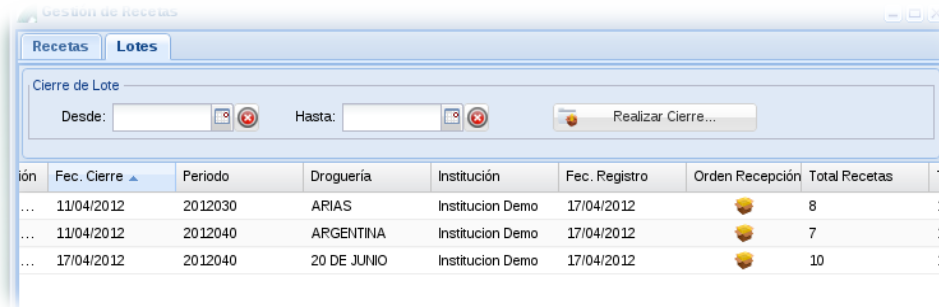 Gestión de Recetas
Recetas Lotes
Cierre de Lote
Desde: Hasta: Realizar Cierre...
ión Fec. Cierre Periodo Droguería Institución Fec. Registro Orden Recepción Total Recetas
... 11/04/2012 2012030 ARIAS Institucion Demo 17/04/2012 8
... 11/04/2012 2012040 ARGENTINA Institucion Demo 17/04/2012 7
... 17/04/2012 2012040 20 DE JUNIO Institucion Demo 17/04/2012 10